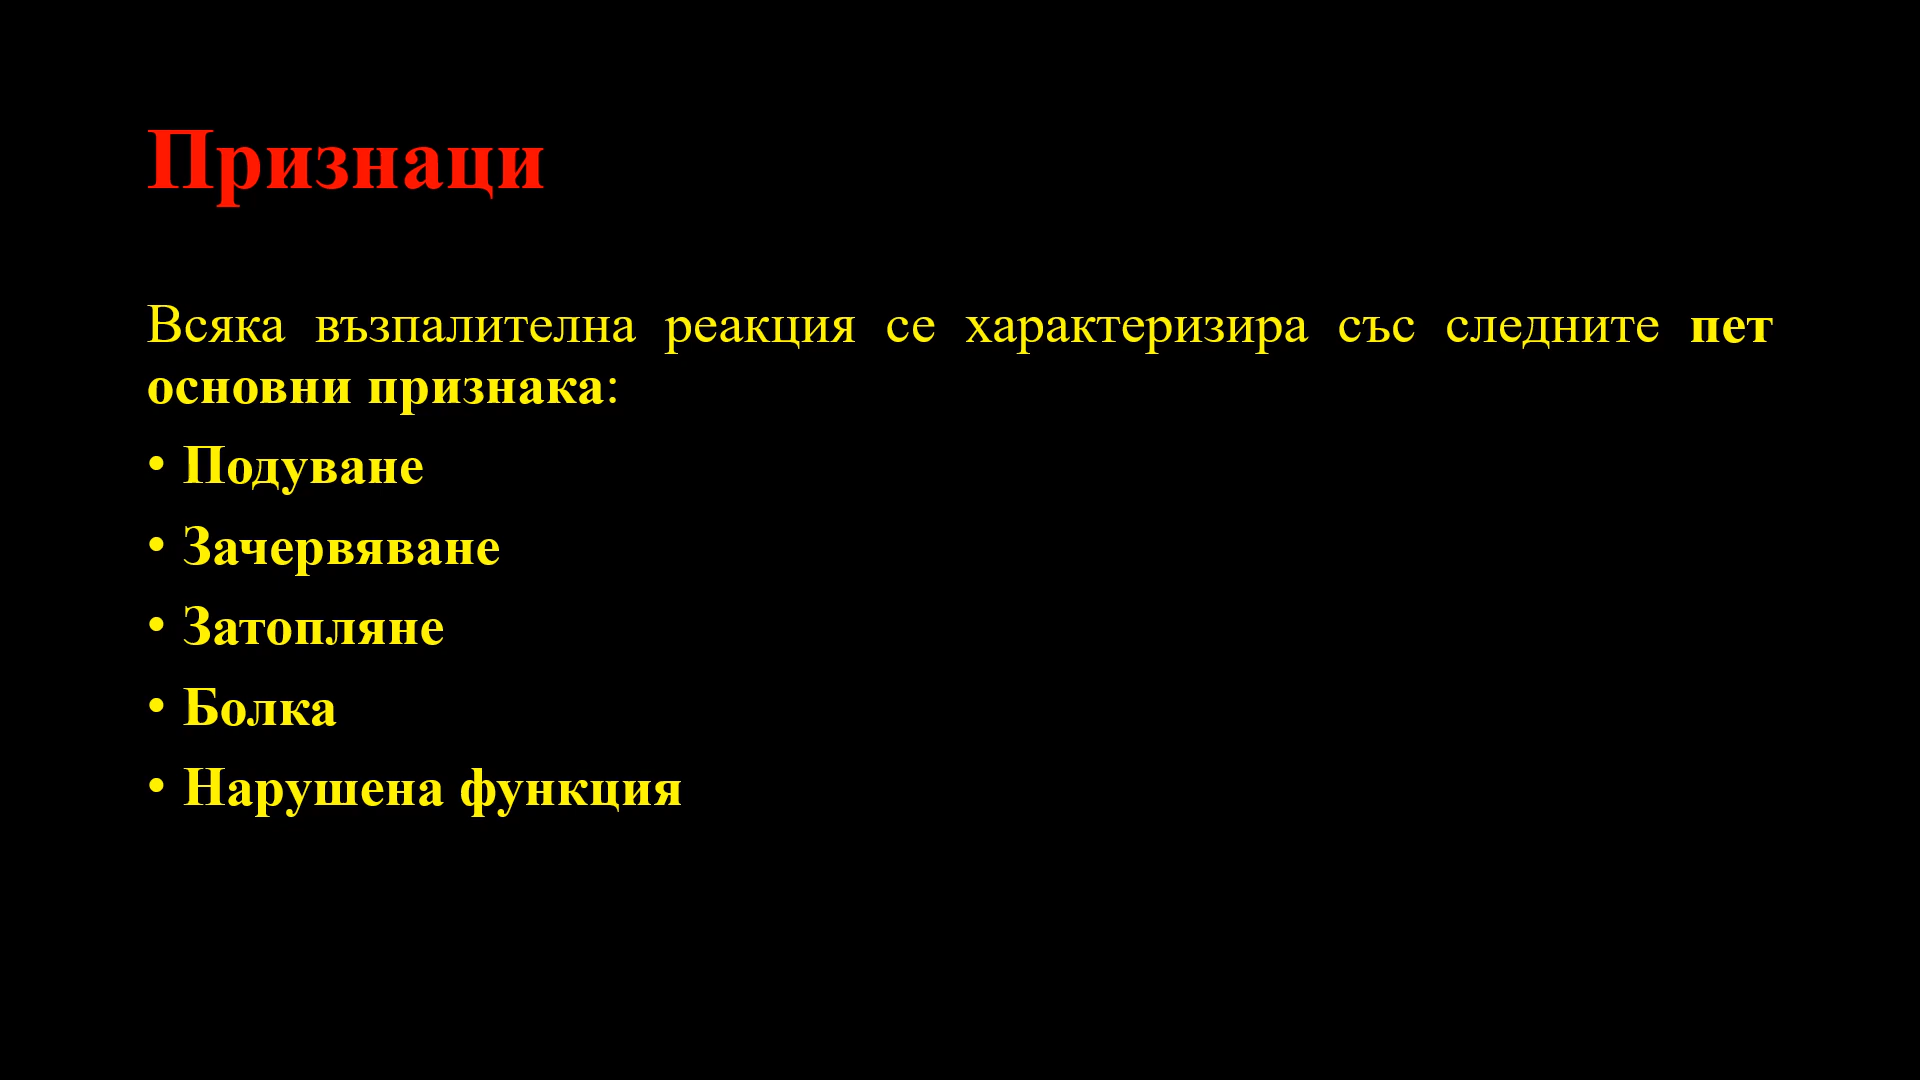 Признаци
Всяка възпалителна реакция се характеризира със следните пет
основни признака:
• Подуване
• Зачервяване
• Затопляне
• Болка
• Нарушена функция